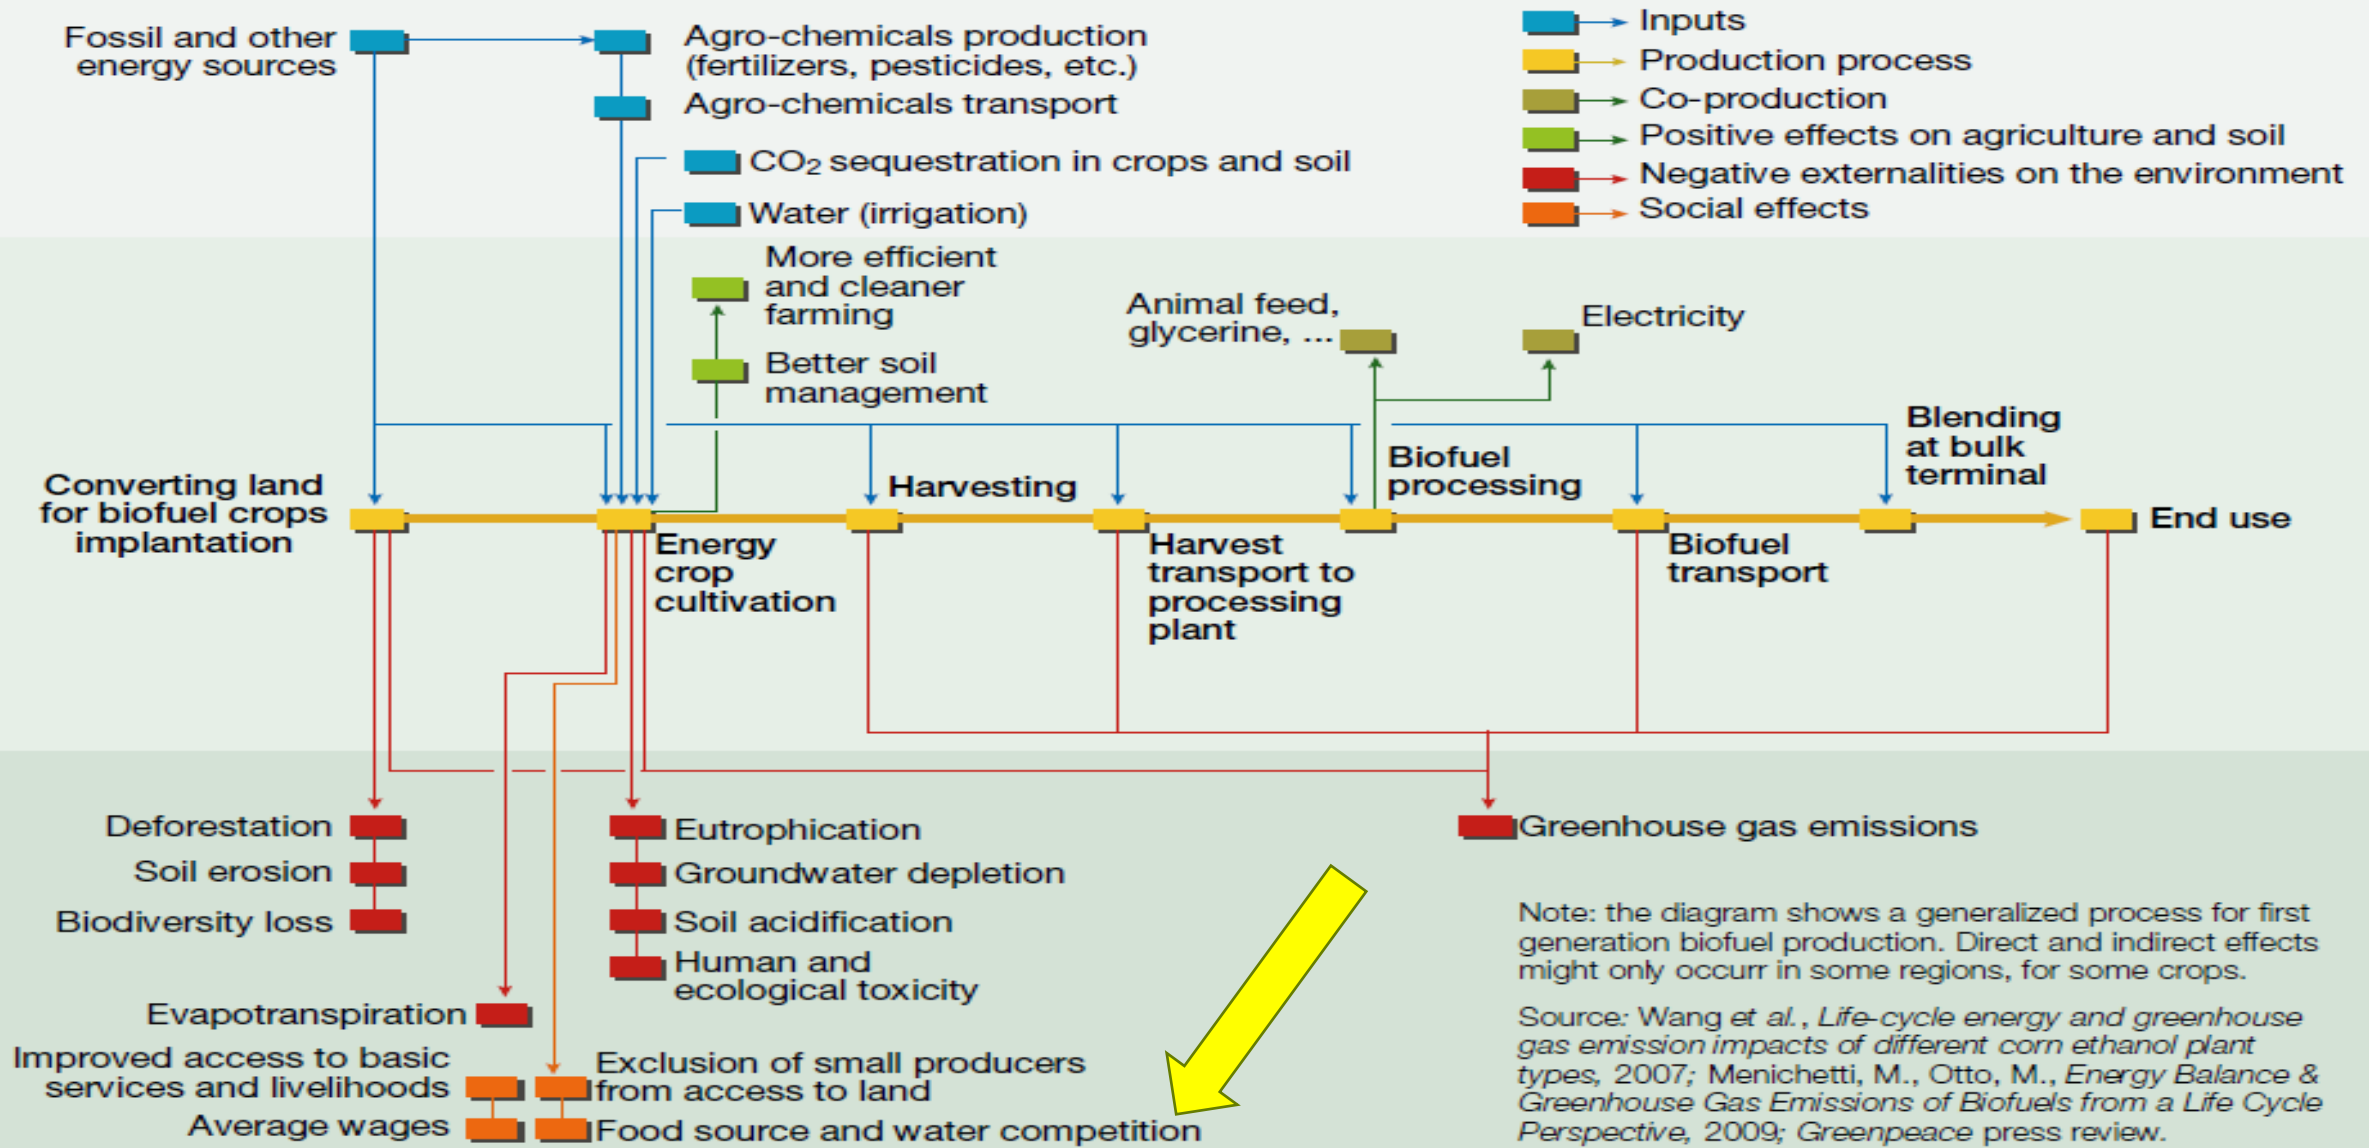 Fossil and other
energy sources
Agro-chemicals production
(fertilizers, pesticides, etc.)
Agro-chemicals transport
CO₂ sequestration in crops and soil
Water (irrigation)
Inputs
Production process
Co-production
Positive effects on agriculture and soil
Negative externalities on the environment
Social effects
More efficient
and cleaner
farming
Better soil
management
Animal feed,
glycerine, ...
Electricity
Converting land
for biofuel crops
implantation
Energy
crop
cultivation
Harvesting
Harvest
transport to
processing
plant
Biofuel
processing
Biofuel
transport
Blending
at bulk
terminal
End use
Deforestation
Soil erosion
Biodiversity loss
Eutrophication
Groundwater depletion
Soil acidification
Human and
ecological toxicity
Greenhouse gas emissions
Evapotranspiration
Improved access to basic
services and livelihoods
Average wages
Exclusion of small producers
from access to land
Food source and water competition
Note: the diagram shows a generalized process for first
generation biofuel production. Direct and indirect effects
might only occurr in some regions, for some crops.
Source: Wang et al., Life-cycle energy and greenhouse
gas emission impacts of different corn ethanol plant
types, 2007; Menichetti, M., Otto, M., Energy Balance &
Greenhouse Gas Emissions of Biofuels from a Life Cycle
Perspective, 2009; Greenpeace press review.